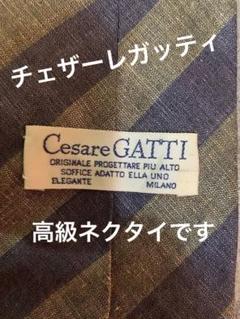 チェザーレガッティ
Cesare GATTI
ORIGINALE PROGETTARE PIU ALTO
SOFFICE ADATTO ELLA UNO
ELEGANTE MILANO
高級ネクタイです